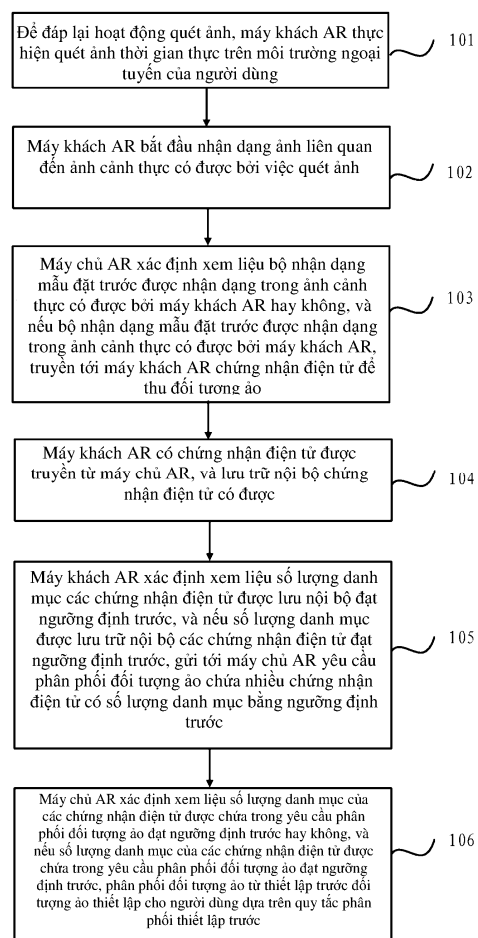 Để đáp lại hoạt động quét ảnh, máy khách AR thực
hiện quét ảnh thời gian thực trên môi trường ngoại
tuyến của người dùng
101
Máy khách AR bắt đầu nhận dạng ảnh liên quan
đến ảnh cảnh thực có được bởi việc quét ảnh
102
Máy chủ AR xác định xem liệu bộ nhận dạng
mẫu đặt trước được nhận dạng trong ảnh cảnh
thực có được bởi máy khách AR hay không, và
nếu bộ nhận dạng mẫu đặt trước được nhận dạng
trong ảnh cảnh thực có được bởi máy khách AR,
truyền tới máy khách AR chứng nhận điện tử để
thu đối tượng ảo
103
Máy khách AR có chứng nhận điện tử được
truyền từ máy chủ AR, và lưu trữ nội bộ chứng
nhận điện tử có được
104
Máy khách AR xác định xem liệu số lượng danh
mục các chứng nhận điện tử được lưu nội bộ đạt
ngưỡng định trước, và nếu số lượng danh mục
được lưu trữ nội bộ các chứng nhận điện tử đạt
ngưỡng định trước, gửi tới máy chủ AR yêu cầu
phân phối đối tượng ảo chứa nhiều chứng nhận
điện tử có số lượng danh mục bằng ngưỡng định
trước
105
Máy chủ AR xác định xem liệu số lượng danh mục của
các chứng nhận điện tử được chứa trong yêu cầu phân
phối đối tượng ảo đạt ngưỡng định trước hay không, và
nếu số lượng danh mục của các chứng nhận điện tử được
chứa trong yêu cầu phân phối đối tượng ảo đạt ngưỡng
định trước, phân phối đối tượng ảo từ thiết lập trước đối
tượng ảo thiết lập cho người dùng dựa trên quy tắc phân
phối thiết lập trước
106